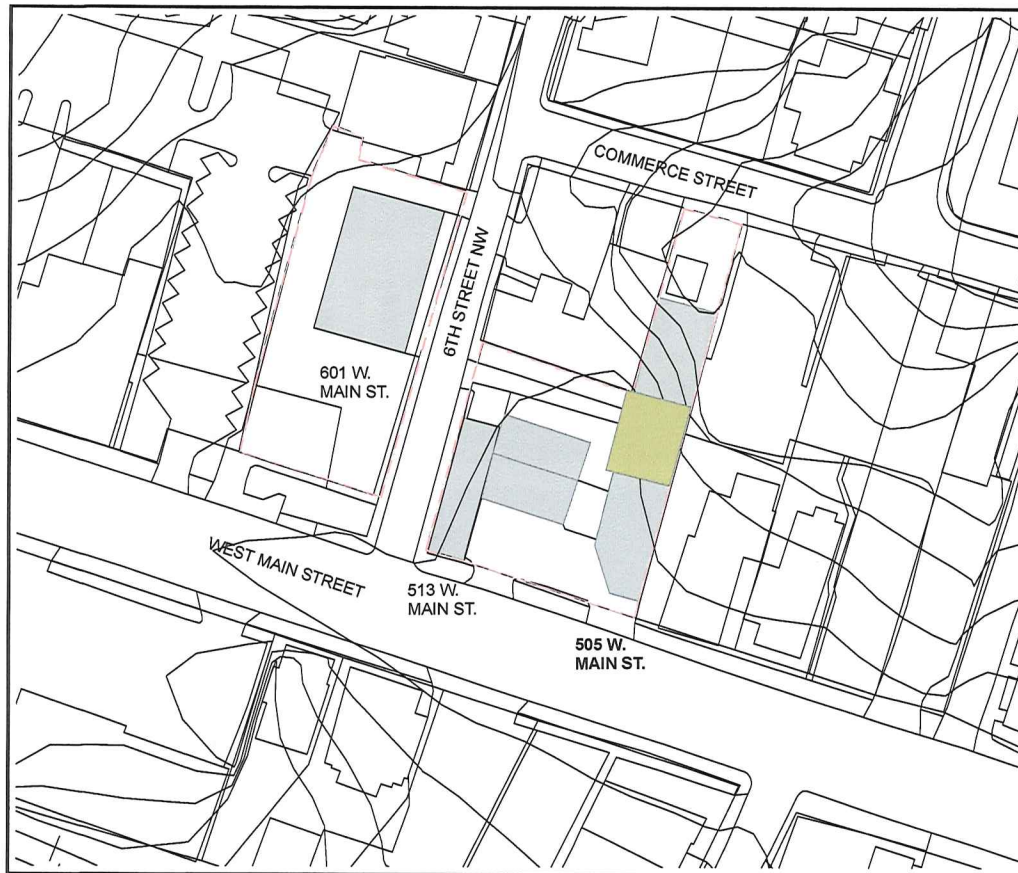 COMMERCE STREET
6TH STREET NW
601 W.
MAIN ST.
WEST MAIN STREET
513 W.
MAIN ST.
505 W.
MAIN ST.